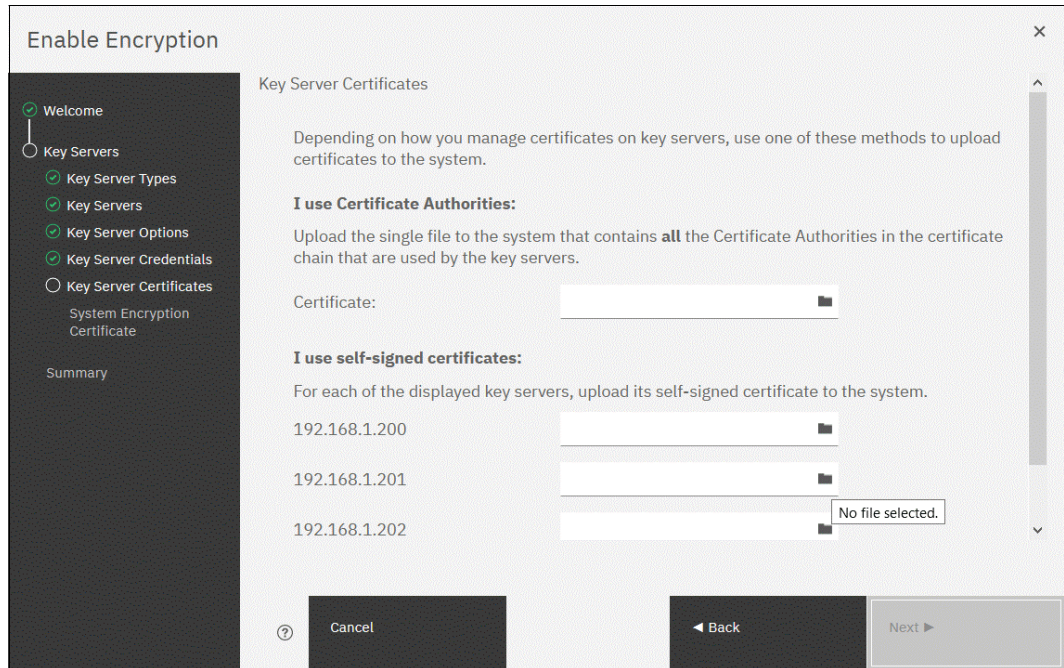 Enable Encryption
Welcome
Key Servers
Key Server Types
Key Servers
Key Server Options
Key Server Credentials
Key Server Certificates
System Encryption
Certificate
Summary
Key Server Certificates
Depending on how you manage certificates on key servers, use one of these methods to upload
certificates to the system.
I use Certificate Authorities:
Upload the single file to the system that contains all the Certificate Authorities in the certificate
chain that are used by the key servers.
Certificate:
I use self-signed certificates:
For each of the displayed key servers, upload its self-signed certificate to the system.
192.168.1.200
192.168.1.201
No file selected.
192.168.1.202
?
Cancel
◄ Back
Next ►